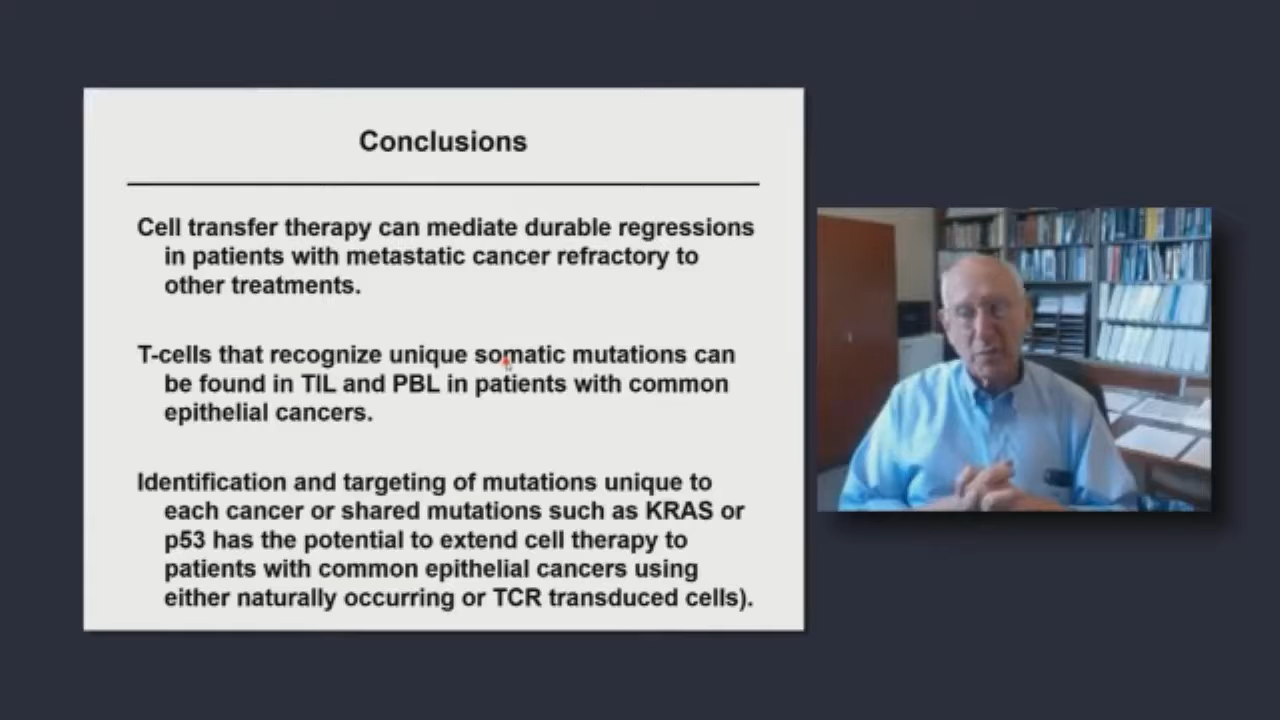 Conclusions
Cell transfer therapy can mediate durable regressions
in patients with metastatic cancer refractory to
other treatments.
T-cells that recognize unique somatic mutations can
be found in TIL and PBL in patients with common
epithelial cancers.
Identification and targeting of mutations unique to
each cancer or shared mutations such as KRAS or
p53 has the potential to extend cell therapy to
patients with common epithelial cancers using
either naturally occurring or TCR transduced cells).